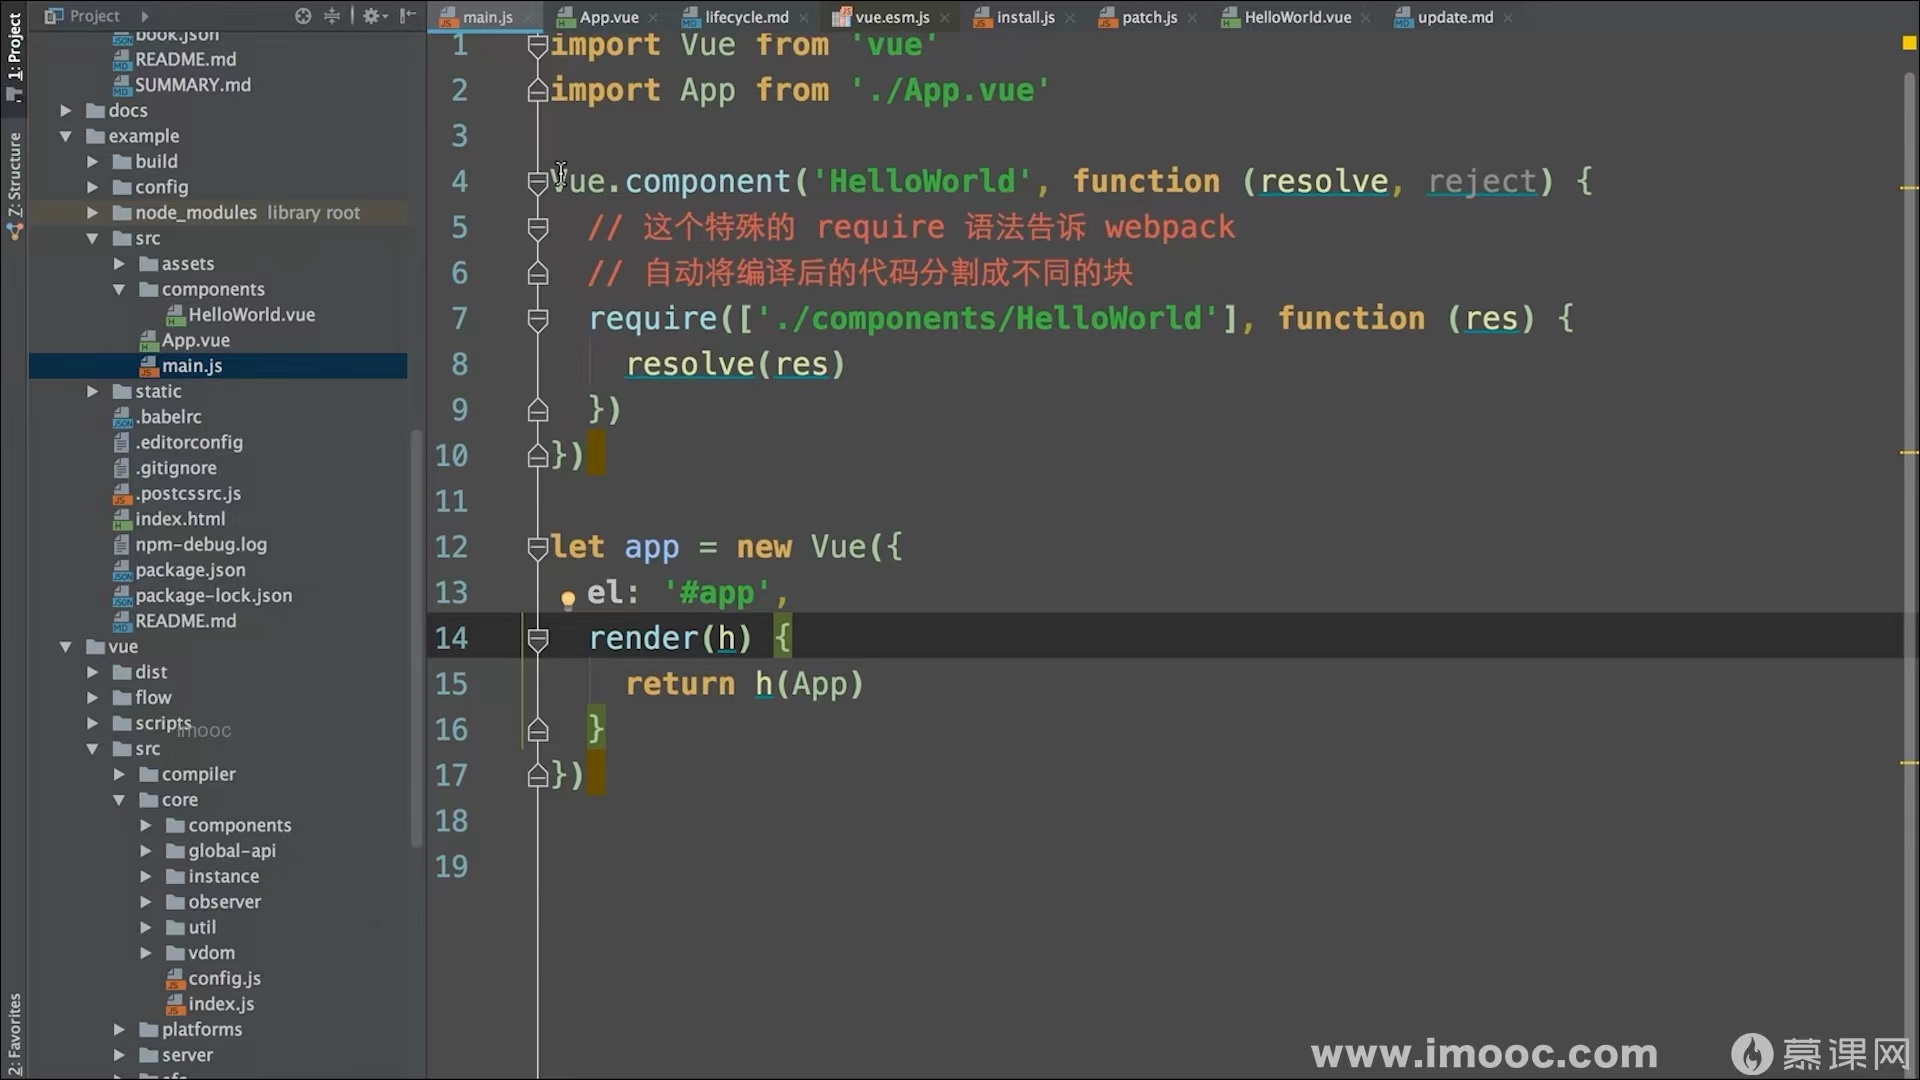 Project
main.js
App.vue
lifecycle.md
vue.esm.js
install.js
patch.js
HelloWorld.vue
update.md
1: Project
Z: Structure
2: Favorites
book.json
README.md
SUMMARY.md
docs
example
build
config
node_modules library root
src
assets
components
HelloWorld.vue
App.vue
main.js
static
.babelrc
.editorconfig
.gitignore
.postcssrc.js
index.html
npm-debug.log
package.json
package-lock.json
README.md
vue
dist
flow
scripts
imooc
src
compiler
core
components
global-api
instance
observer
util
vdom
config.js
index.js
platforms
server
1 import Vue from 'vue'
2 import App from './App.vue'
3
4 Vue.component('HelloWorld', function (resolve, reject) {
5 // 这个特殊的 require 语法告诉 webpack
6 // 自动将编译后的代码分割成不同的块
7 require(['./components/HelloWorld'], function (res) {
8 resolve(res)
9 })
10 })
11
12 let app = new Vue({
13 el: '#app',
14 render(h) {
15 return h(App)
16 }
17 })
18
19
www.imooc.com
慕课网